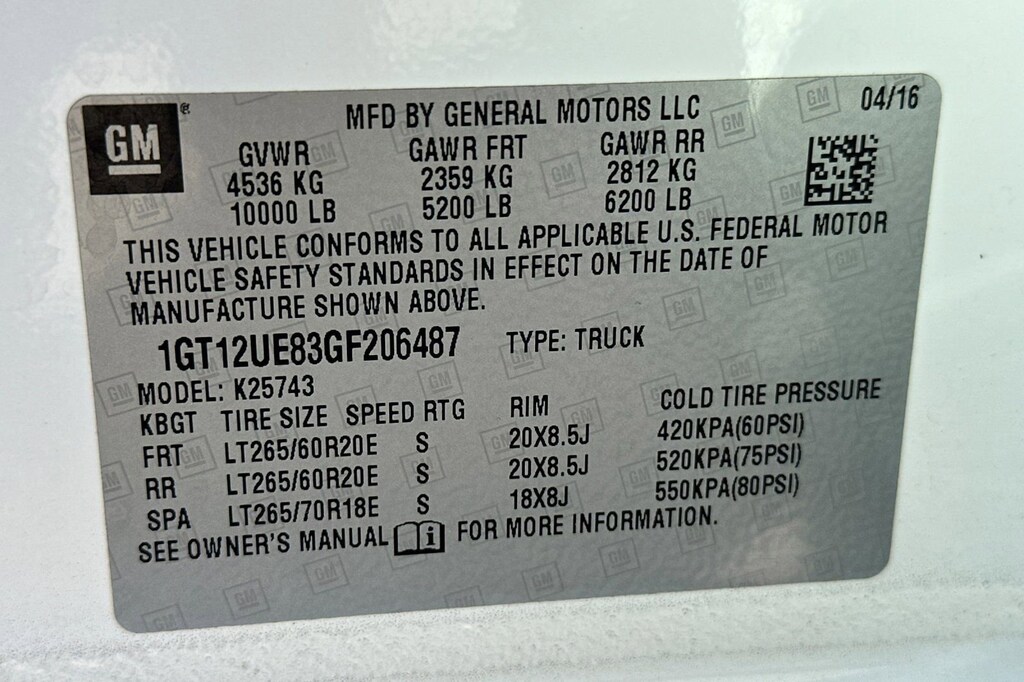 GM
MFD BY GENERAL MOTORS LLC 04/16
GVWR GAWR FRT GAWR RR
4536 KG 2359 KG 2812 KG
10000 LB 5200 LB 6200 LB
THIS VEHICLE CONFORMS TO ALL APPLICABLE U.S. FEDERAL MOTOR
VEHICLE SAFETY STANDARDS IN EFFECT ON THE DATE OF
MANUFACTURE SHOWN ABOVE.
1GT12UE83GF206487 TYPE: TRUCK
MODEL: K25743
KBGT TIRE SIZE SPEED RTG RIM COLD TIRE PRESSURE
FRT LT265/60R20E S 20X8.5J 420KPA(60PSI)
RR LT265/60R20E S 20X8.5J 520KPA(75PSI)
SPA LT265/70R18E S 18X8J 550KPA(80PSI)
SEE OWNER'S MANUAL i FOR MORE INFORMATION.